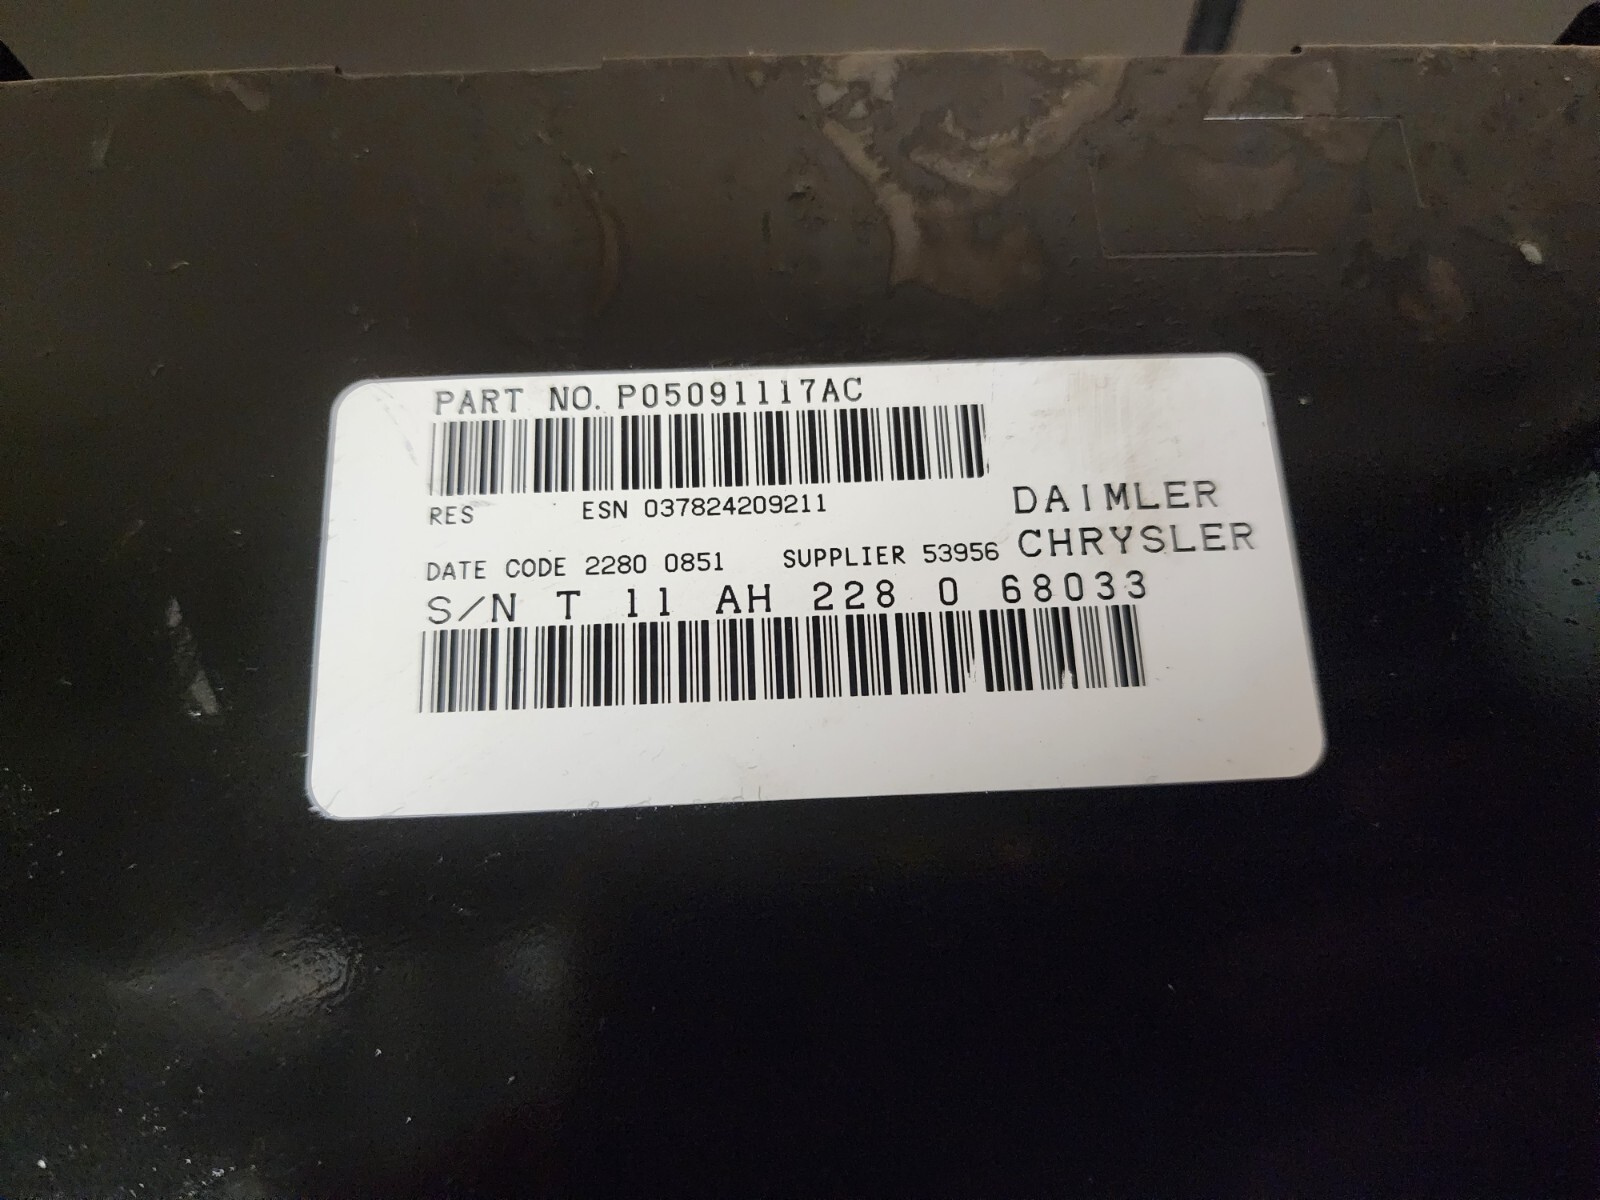 PART NO. P05091117AC
RES ESN 037824209211
DAIMLER
CHRYSLER
DATE CODE 2280 0851 SUPPLIER 53956
S/N T 11 AH 228 0 68033